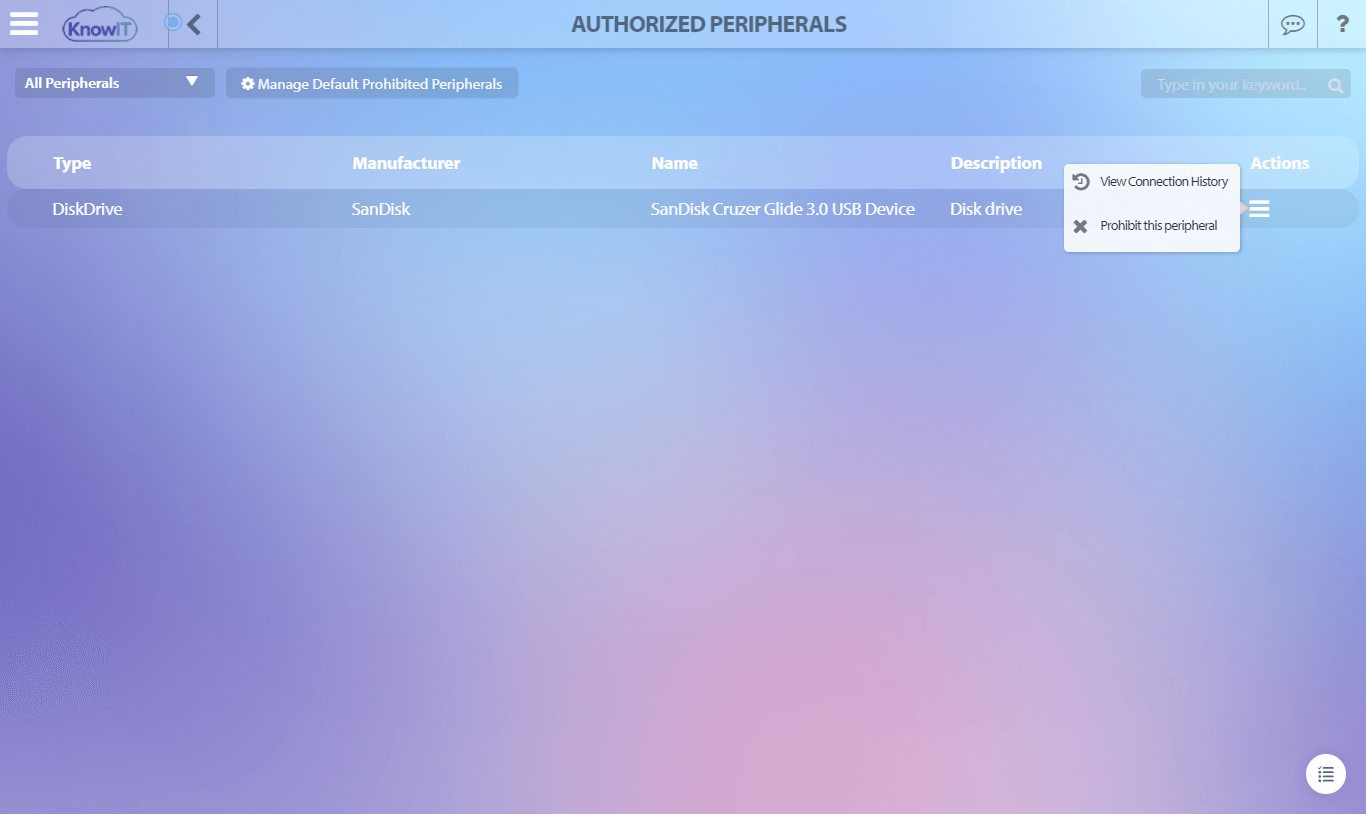 KnowIT
AUTHORIZED PERIPHERALS
?
All Peripherals
Manage Default Prohibited Peripherals
Type in your keyword..
Type Manufacturer Name Description Actions
DiskDrive SanDisk SanDisk Cruzer Glide 3.0 USB Device Disk drive
View Connection History
Prohibit this peripheral